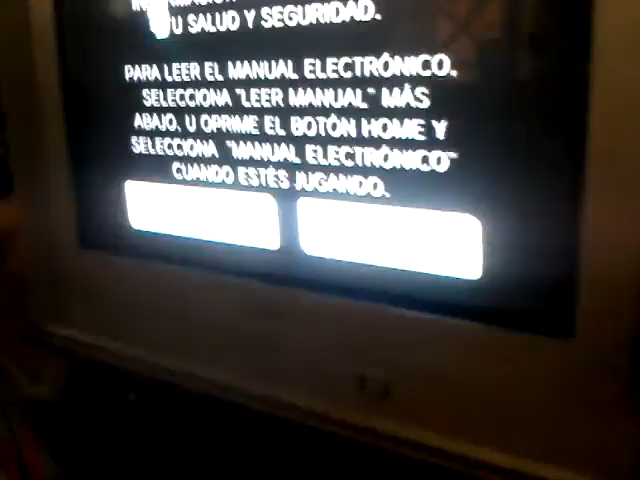 U SALUD Y SEGURIDAD.
PARA LEER EL MANUAL ELECTRÓNICO,
SELECCIONA "LEER MANUAL" MÁS
ABAJO, U OPRIME EL BOTÓN HOME Y
SELECCIONA "MANUAL ELECTRÓNICO"
CUANDO ESTÉS JUGANDO.